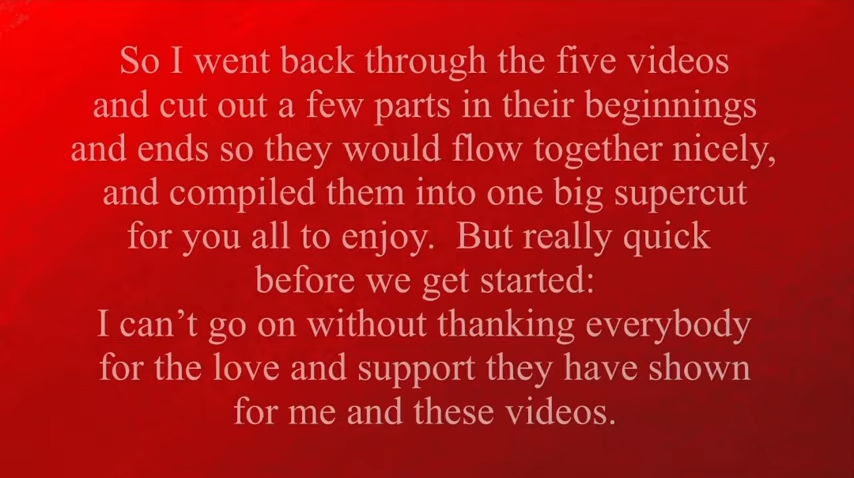 So I went back through the five videos
and cut out a few parts in their beginnings
and ends so they would flow together nicely,
and compiled them into one big supercut
for you all to enjoy.  But really quick
before we get started:
I can’t go on without thanking everybody
for the love and support they have shown
for me and these videos.